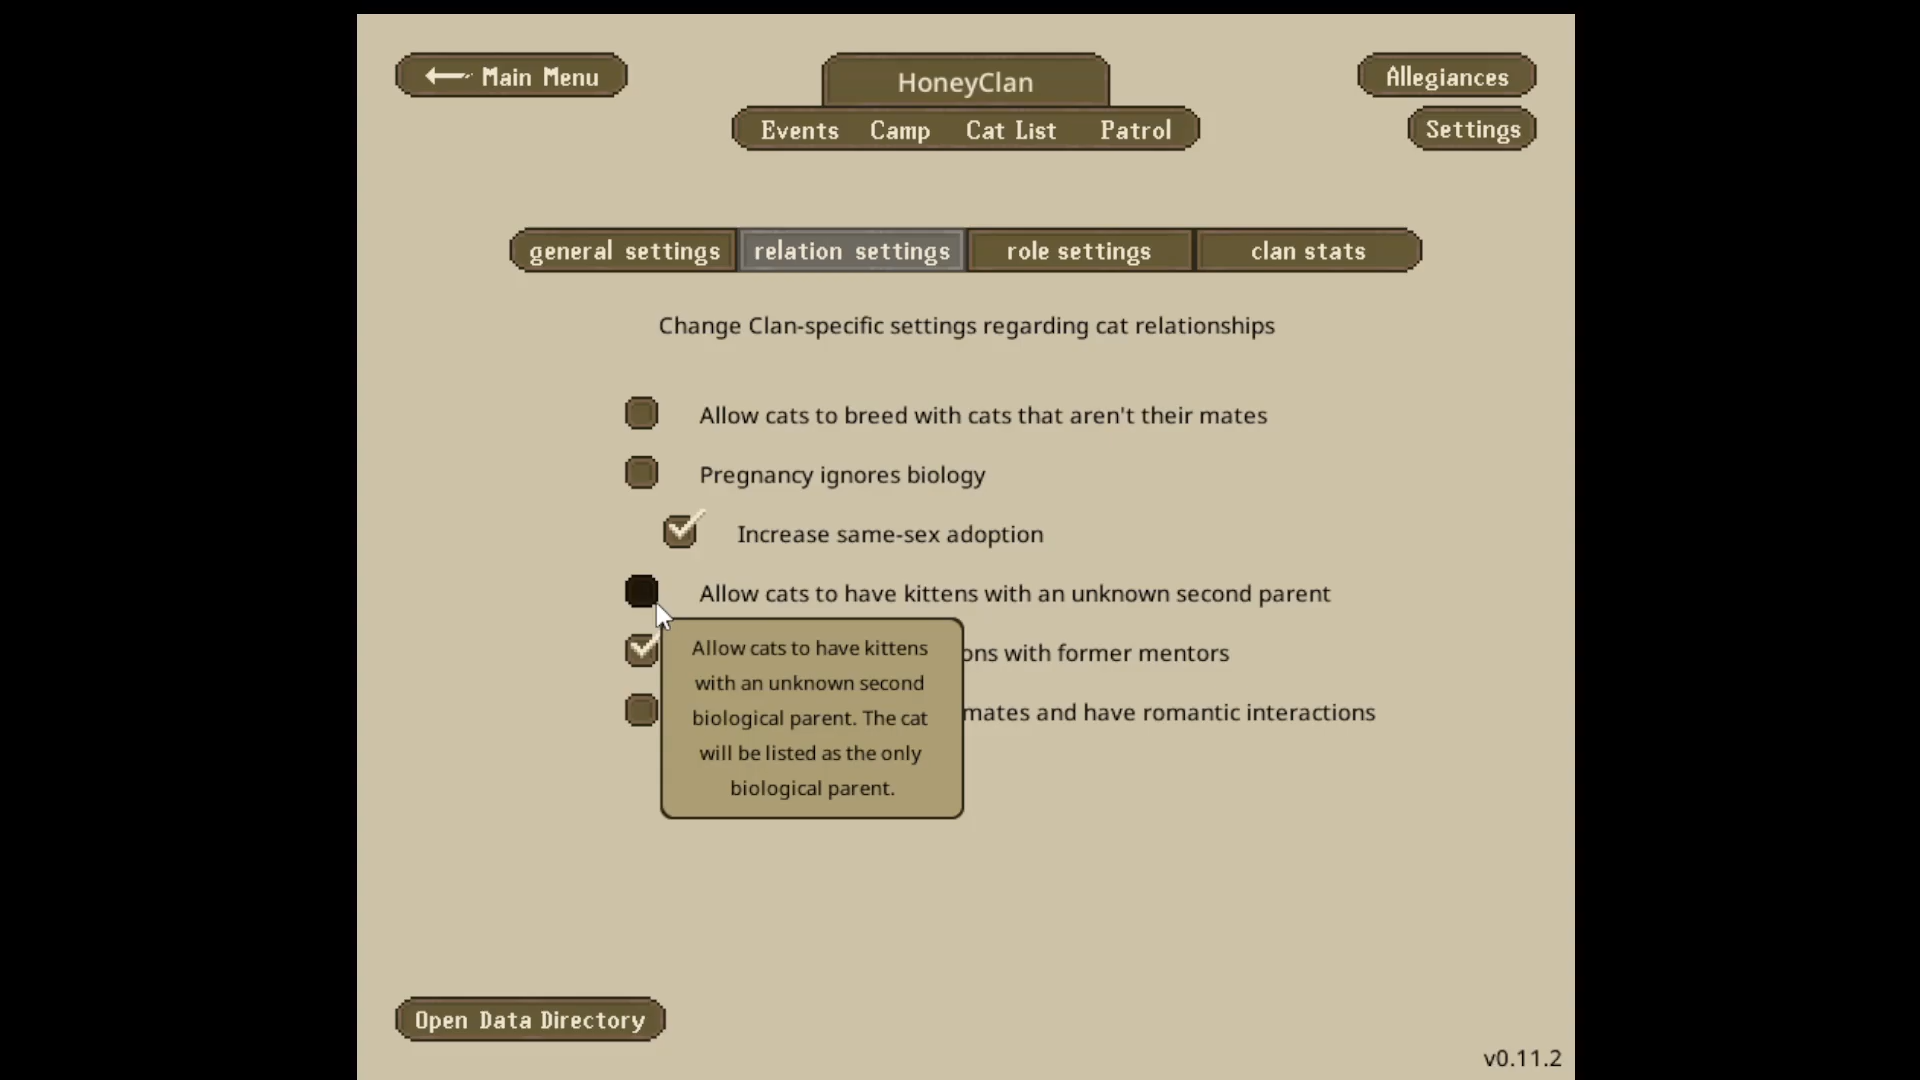 Main Menu
HoneyClan
Allegiances
Events Camp Cat List Patrol
Settings
general settings relation settings role settings clan stats
Change Clan-specific settings regarding cat relationships
Allow cats to breed with cats that aren't their mates
Pregnancy ignores biology
Increase same-sex adoption
Allow cats to have kittens with an unknown second parent
Allow cats to have kittens
with an unknown second
biological parent. The cat
will be listed as the only
biological parent.
with former mentors
mates and have romantic interactions
Open Data Directory
v0.11.2